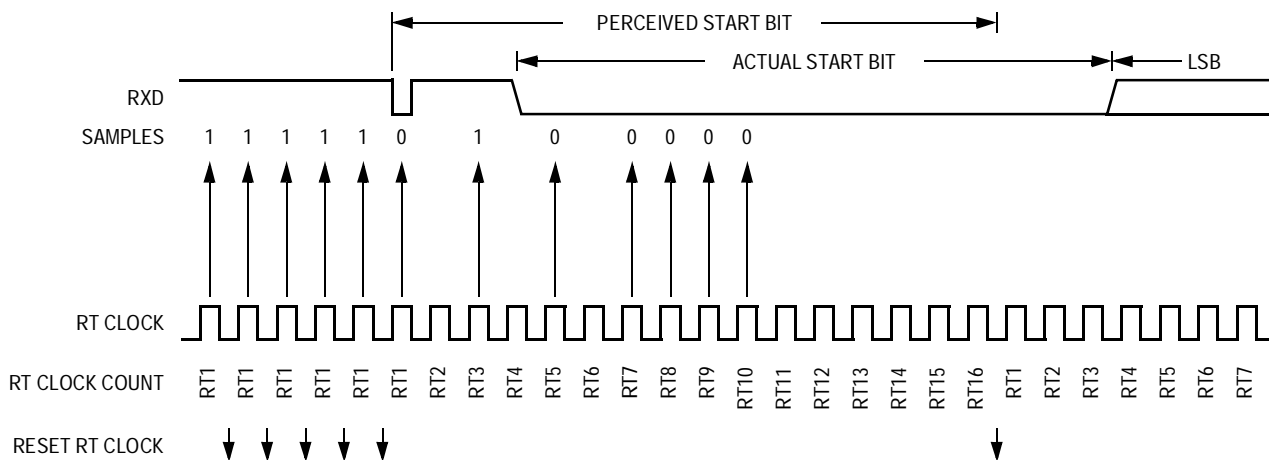 PERCEIVED START BIT
ACTUAL START BIT LSB
RXD
SAMPLES 1 1 1 1 1 0 1 0 0 0 0 0
RT CLOCK
RT CLOCK COUNT RT1 RT1 RT1 RT1 RT1 RT1 RT2 RT3 RT4 RT5 RT6 RT7 RT8 RT9 RT10 RT11 RT12 RT13 RT14 RT15 RT16 RT1 RT2 RT3 RT4 RT5 RT6 RT7
RESET RT CLOCK